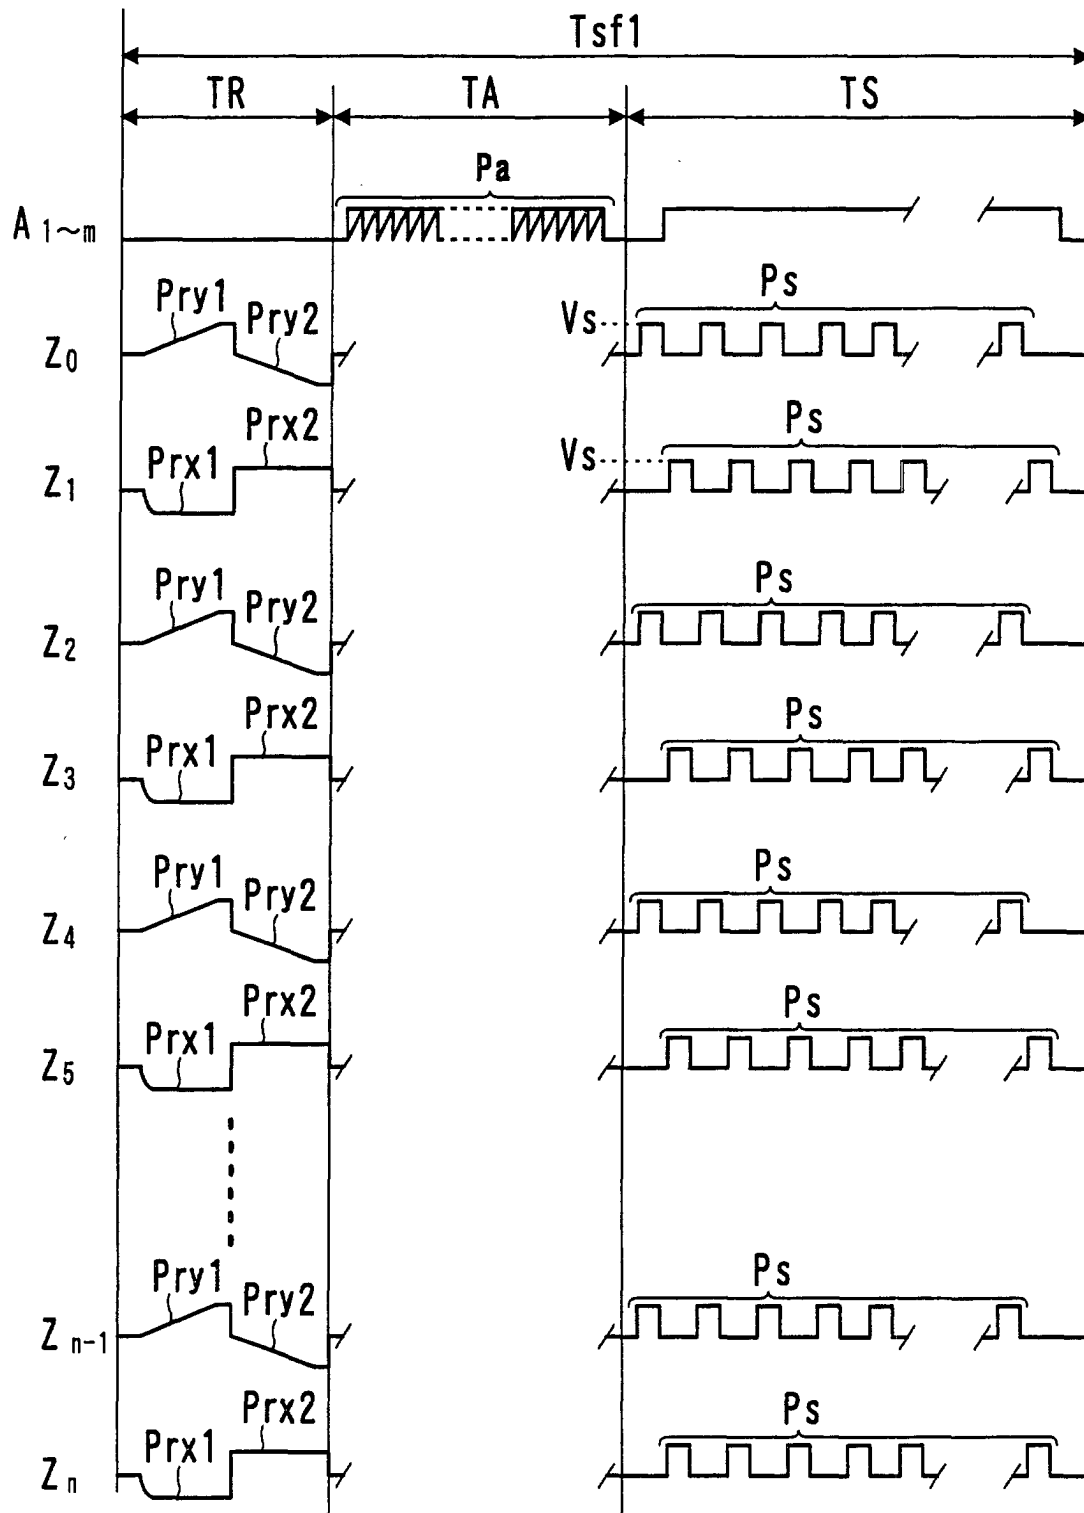 Tsf1
TR TA TS
Pa
A 1~m
Pry1 Pry2 Vs Ps
Z0
Prx2 Ps
Prx1 Vs
Z1
Pry1 Pry2 Ps
Z2
Prx2 Ps
Prx1
Z3
Pry1 Pry2 Ps
Z4
Prx2 Ps
Prx1
Z5
Pry1 Pry2 Ps
Z n-1
Prx2 Ps
Prx1
Z n